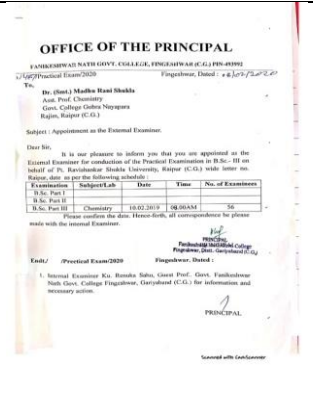 OFFICE OF THE PRINCIPAL
FANIKESHWAR NATH GOVT. COLLEGE, FINGESHWAR (C.G.) PIN-493992
/Practical Exam/2020 Fingeshwar, Dated :
To,
Dr. (Smt.) Madhu Rani Shukla
Asst. Prof. Chemistry
Govt. College Gobra Nayapara
Rajim, Raipur (C.G.)
Subject : Appointment as the External Examiner.
Dear Sir,
It is our pleasure to inform you that you are appointed as the
External Examiner for conduction of the Practical Examination in B.Sc.- III on
behalf of Pt. Ravishankar Shukla University, Raipur (C.G.) wide letter no.
Raipur, date as per the following schedule :
Examination Subject/Lab Date Time No. of Examinees
B.Sc. Part I
B.Sc. Part II
B.Sc. Part III Chemistry 10.02.2019 08.00AM 56
Please confirm the date. Hence-forth, all correspondence be please
made with the internal Examiner.
PRINCIPAL
Fingeshwar, Distt.- Gariyaband (C.G.)
Endt./ /Practical Exam/2020 Fingeshwar, Dated :
1. Internal Examiner Ku. Renuka Sahu, Guest Prof. Govt. Fanikeshwar
Nath Govt. College Fingeshwar, Gariyaband (C.G.) for information and
necessary action.
PRINCIPAL
Scanned with CamScanner